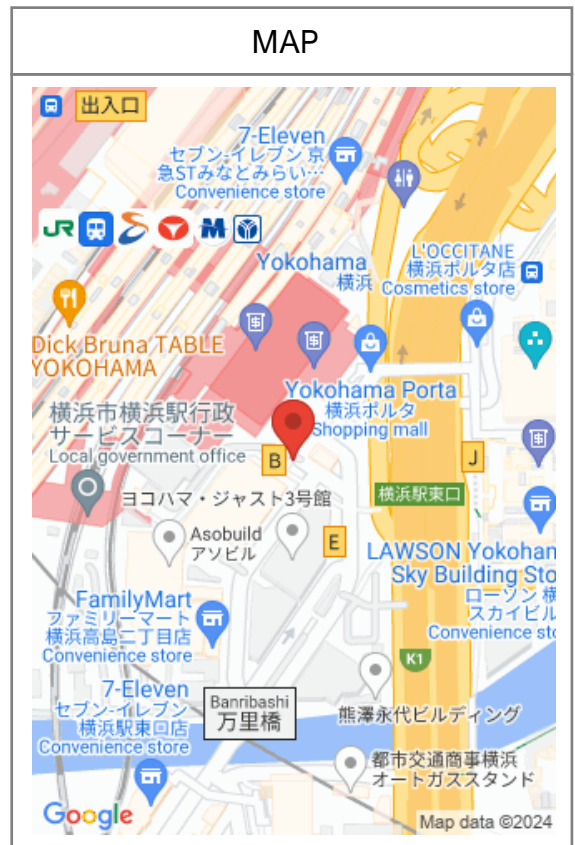 MAP
出入口
7-Eleven
セブン-イレブン 京
急STみなとみらい…
Convenience store
JR
Yokohama
横浜
L'OCCITANE
横浜ポルタ店
Cosmetics store
Dick Bruna TABLE
YOKOHAMA
Yokohama Porta
横浜ポルタ
Shopping mall
横浜市横浜駅行政
サービスコーナー
Local government office
B
J
ヨコハマ・ジャスト3号館
横浜駅東口
Asobuild
アソビル
E
LAWSON Yokohan
Sky Building Sto
ローソン 横
スカイビル
Convenience sto
FamilyMart
ファミリーマート
横浜高島二丁目店
Convenience store
K1
7-Eleven
セブン-イレブン
横浜駅東口店
Convenience store
Banribashi
万里橋
熊澤永代ビルディング
都市交通商事横浜
オートガススタンド
Google
Map data ©2024